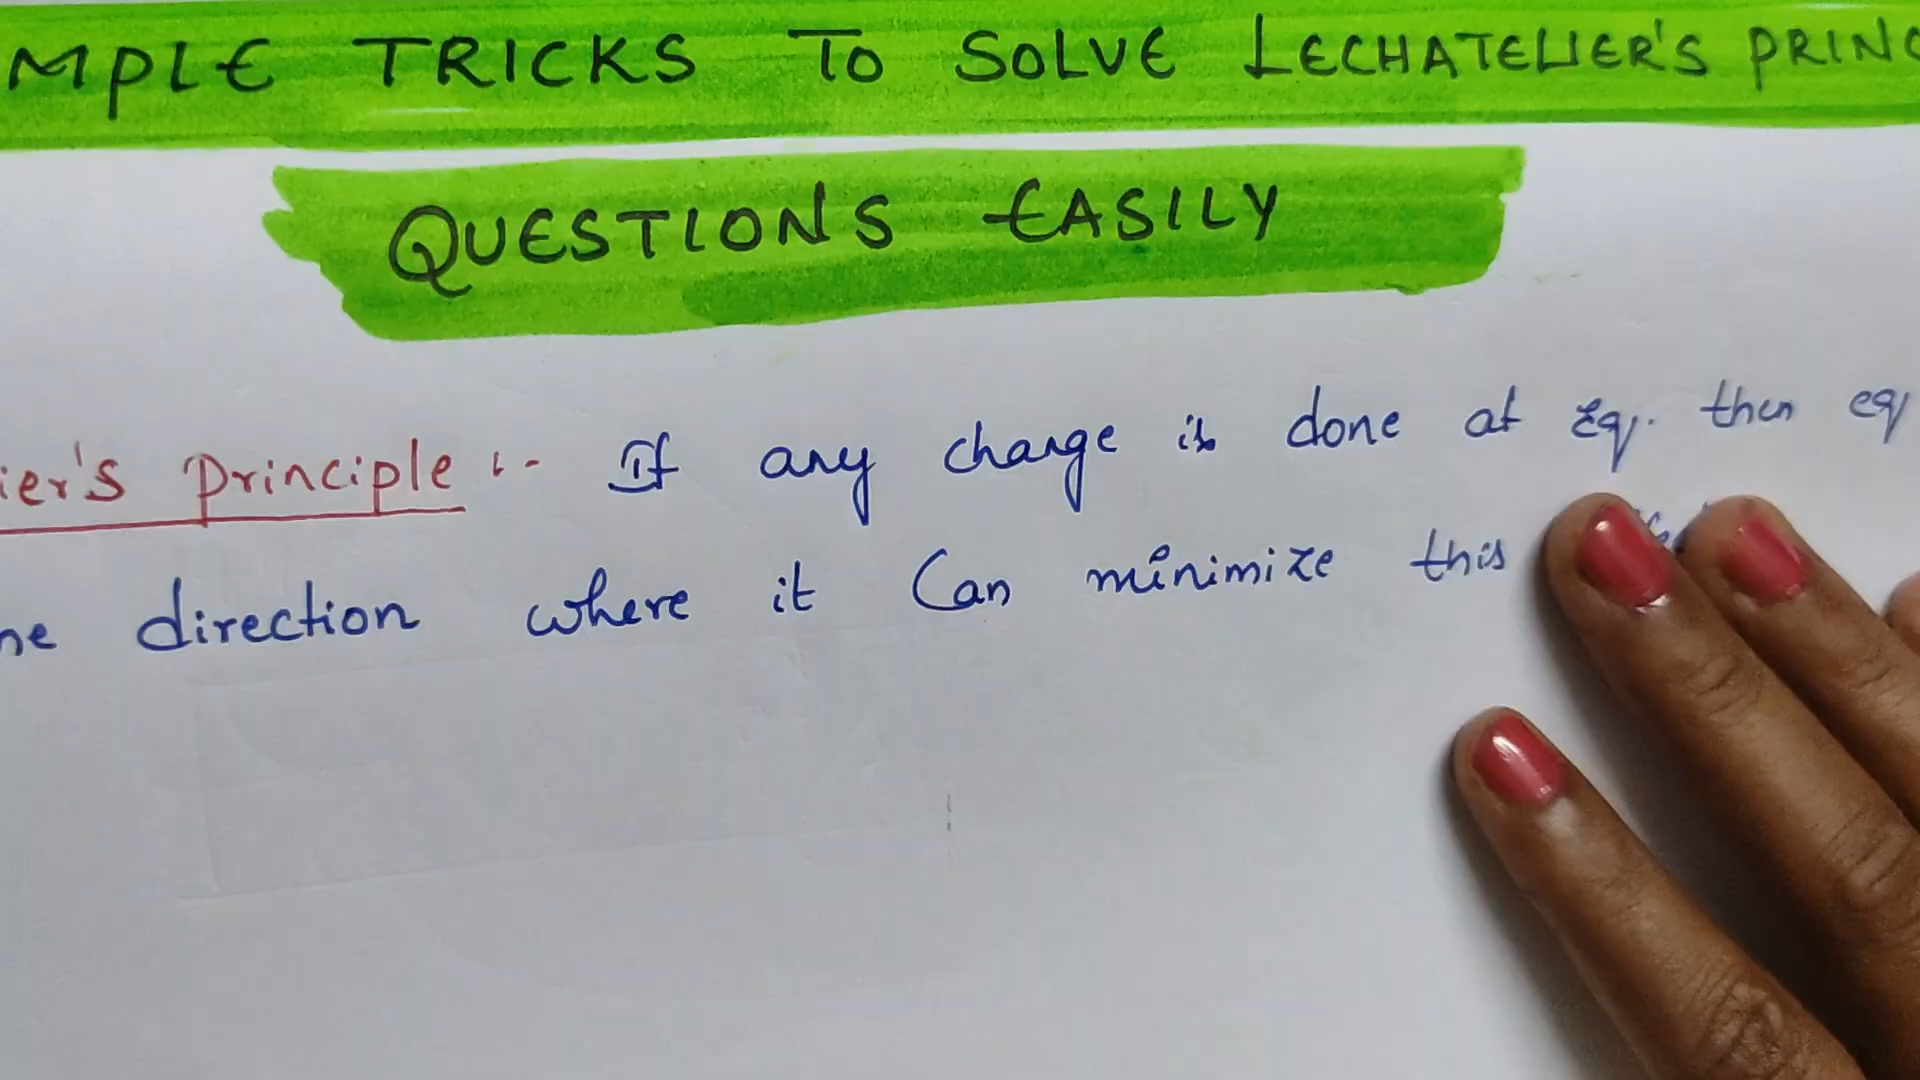 MPLE TRICKS TO SOLVE LECHATELIER'S PRINC
QUESTIONS EASILY
ier's principle :- If any change is done at Eq. then eq
ne direction where it Can minimize this